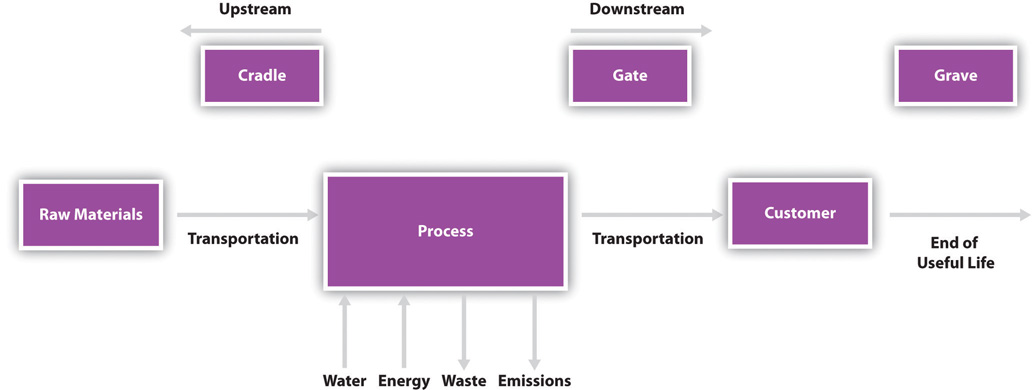 Upstream
Downstream
Cradle
Gate
Grave
Raw Materials
Transportation
Process
Transportation
Customer
End of
Useful Life
Water
Energy
Waste
Emissions